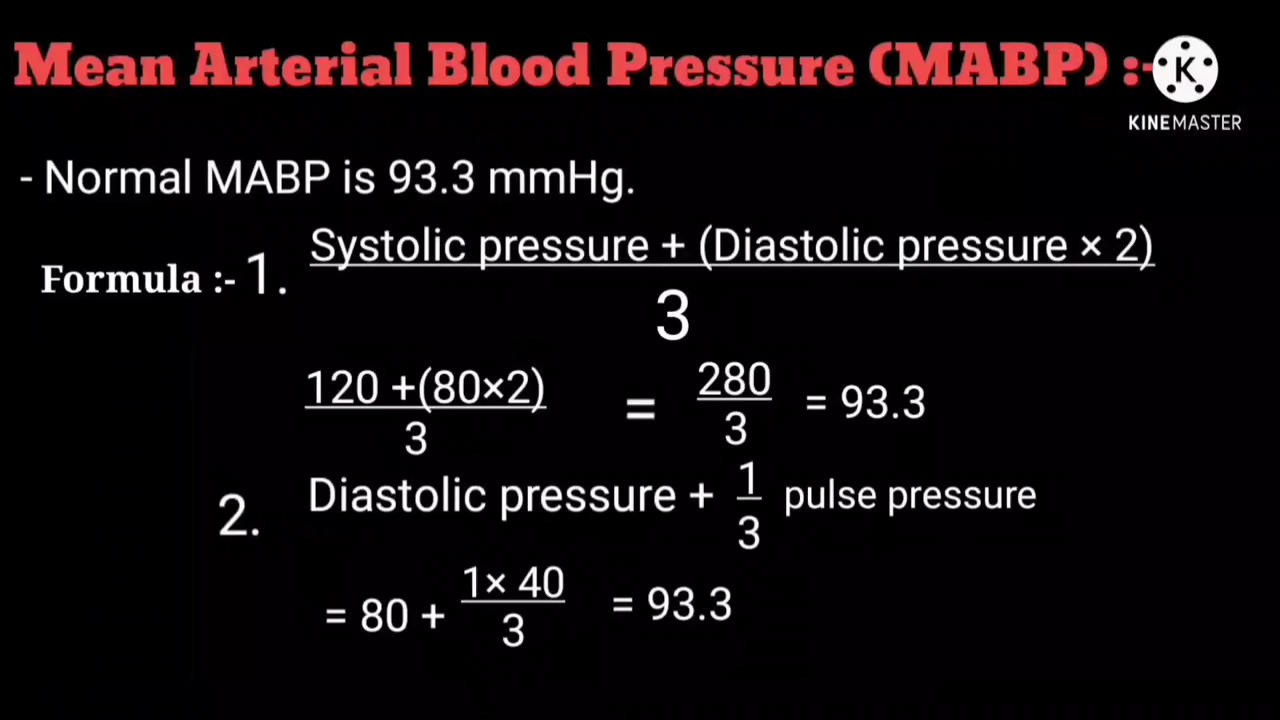 Mean Arterial Blood Pressure (MABP) :-
K
KINEMASTER
- Normal MABP is 93.3 mmHg.
Formula :- 1. Systolic pressure + (Diastolic pressure × 2)
3
120 +(80×2) = 280 = 93.3
3 3
2. Diastolic pressure + 1 pulse pressure
3
= 80 + 1× 40 = 93.3
3